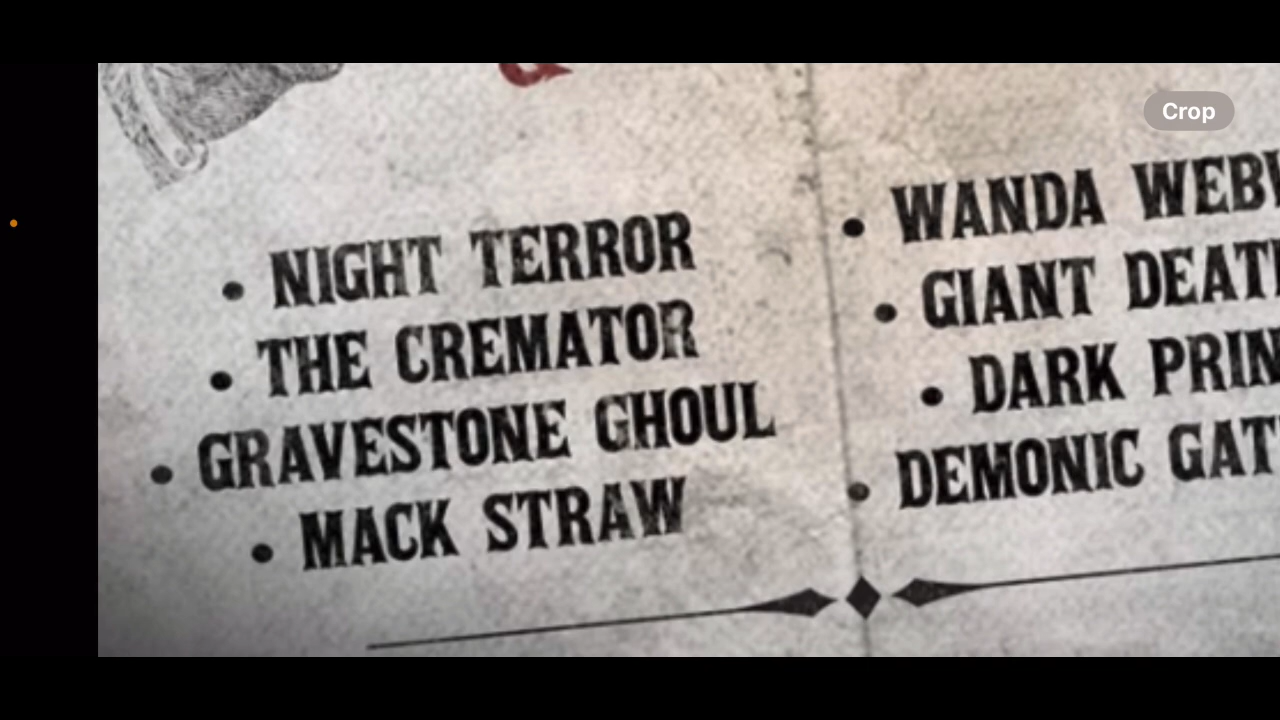 Crop
• NIGHT TERROR
• THE CREMATOR
• GRAVESTONE GHOUL
• MACK STRAW
• WANDA
• GIANT
• DARK
• DEMONIC